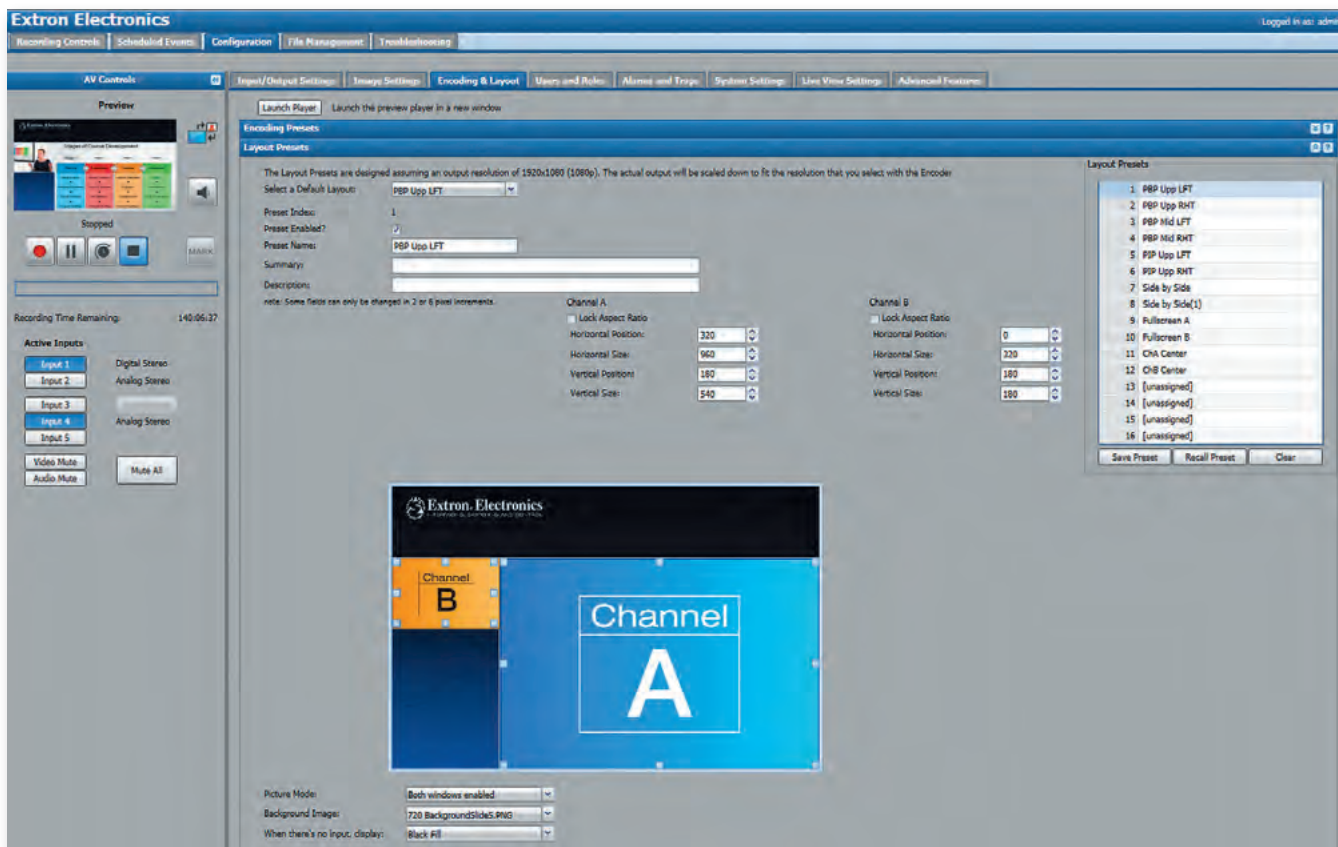 Extron Electronics
Logged in as: admi
Recording Controls Scheduled Events Configuration File Management Troubleshooting
AV Controls
Input/Output Settings Image Settings Encoding & Layout Users and Roles Alarms and Traps System Settings Live View Settings Advanced Features
Preview
Launch Player Launch the preview player in a new window
Encoding Presets
Layout Presets
The Layout Presets are designed assuming an output resolution of 1920x1080 (1080p). The actual output will be scaled down to fit the resolution that you select with the Encoder
Select a Default Layout: PBP Upp LFT
Preset Index: 1
Preset Enabled?
Preset Name: PBP Upp LFT
Summary:
Description:
note: Some fields can only be changed in 2 or 8 pixel increments.
Channel A
Lock Aspect Ratio
Horizontal Position: 320
Horizontal Size: 960
Vertical Position: 180
Vertical Size: 540
Channel B
Lock Aspect Ratio
Horizontal Position: 0
Horizontal Size: 320
Vertical Position: 180
Vertical Size: 180
Layout Presets
1 PBP Upp LFT
2 PBP Upp RHT
3 PBP Mid LFT
4 PBP Mid RHT
5 PIP Upp LFT
6 PIP Upp RHT
7 Side by Side
8 Side by Side(1)
9 Fullscreen A
10 Fullscreen B
11 ChA Center
12 ChB Center
13 [unassigned]
14 [unassigned]
15 [unassigned]
16 [unassigned]
Save Preset Recall Preset Clear
Stopped
MARK
Recording Time Remaining: 140:06:37
Active Inputs
Input 1 Digital Stereo
Input 2 Analog Stereo
Input 3
Input 4 Analog Stereo
Input 5
Video Mute
Audio Mute
Mute All
Extron Electronics
Channel
B
Channel
A
Picture Mode: Both windows enabled
Background Image: 720 BackgroundSlide5.PNG
When there's no input, display: Black Fill